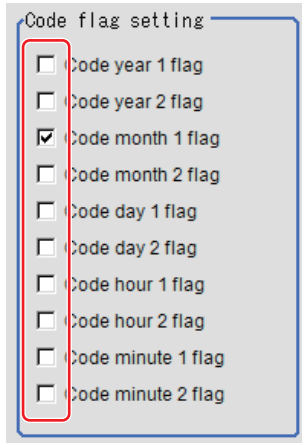 Code flag setting
Code year 1 flag
Code year 2 flag
Code month 1 flag
Code month 2 flag
Code day 1 flag
Code day 2 flag
Code hour 1 flag
Code hour 2 flag
Code minute 1 flag
Code minute 2 flag